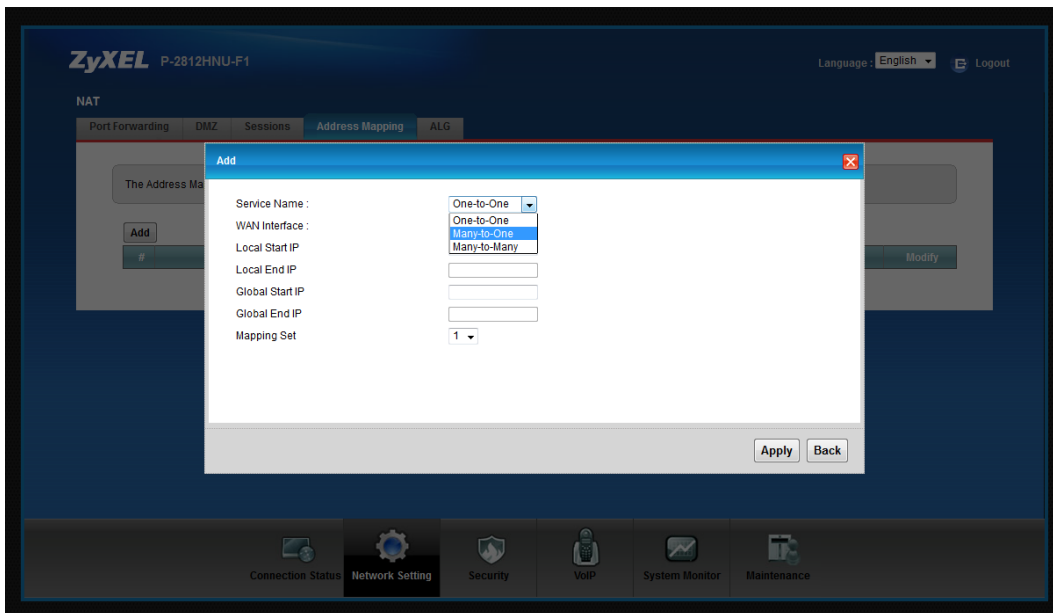 ZyXEL P-2812HNU-F1
Language : English
Logout
NAT
Port Forwarding DMZ Sessions Address Mapping ALG
Add
The Address Ma
Service Name : One-to-One
One-to-One
WAN Interface :
Many-to-One
Local Start IP
Many-to-Many
Add
# Modify
Local End IP
Global Start IP
Global End IP
Mapping Set 1
Apply Back
Connection Status Network Setting Security VoIP System Monitor Maintenance